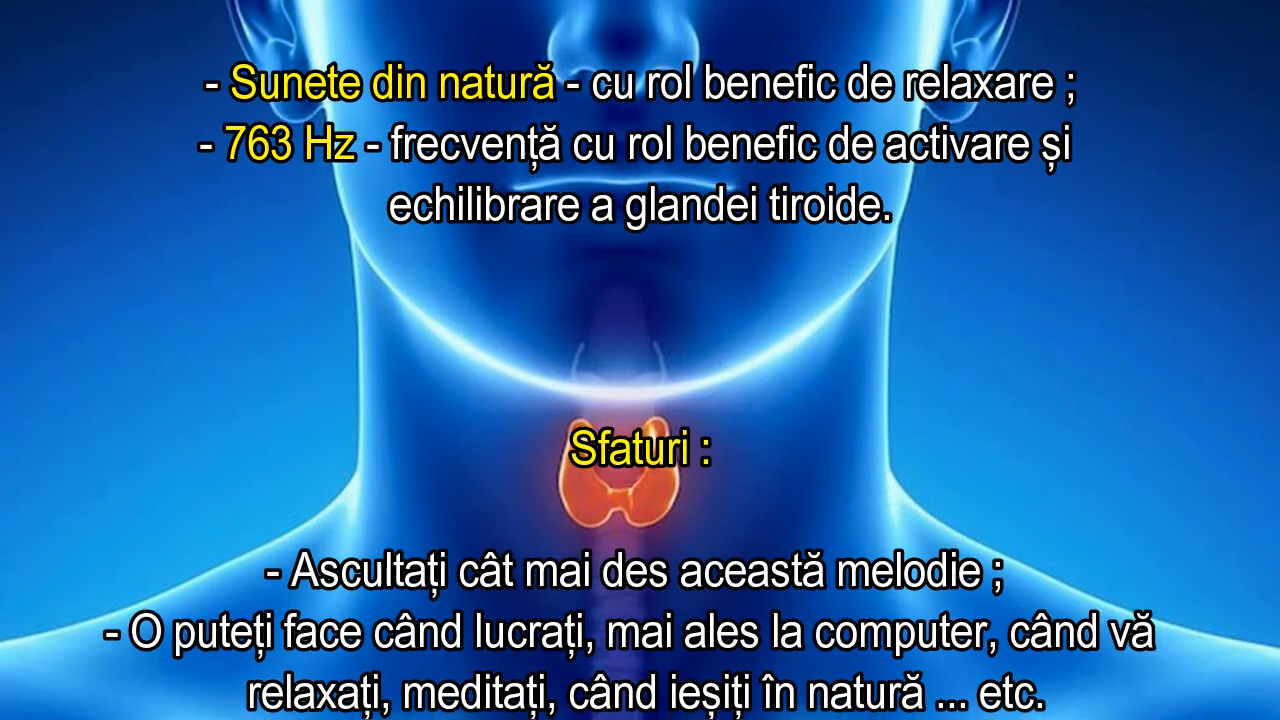 - Sunete din natură - cu rol benefic de relaxare ;
- 763 Hz - frecvență cu rol benefic de activare și
echilibrare a glandei tiroide.
Sfaturi :
- Ascultați cât mai des această melodie ;
- O puteți face când lucrați, mai ales la computer, când vă
relaxați, meditați, când ieșiți în natură ... etc.